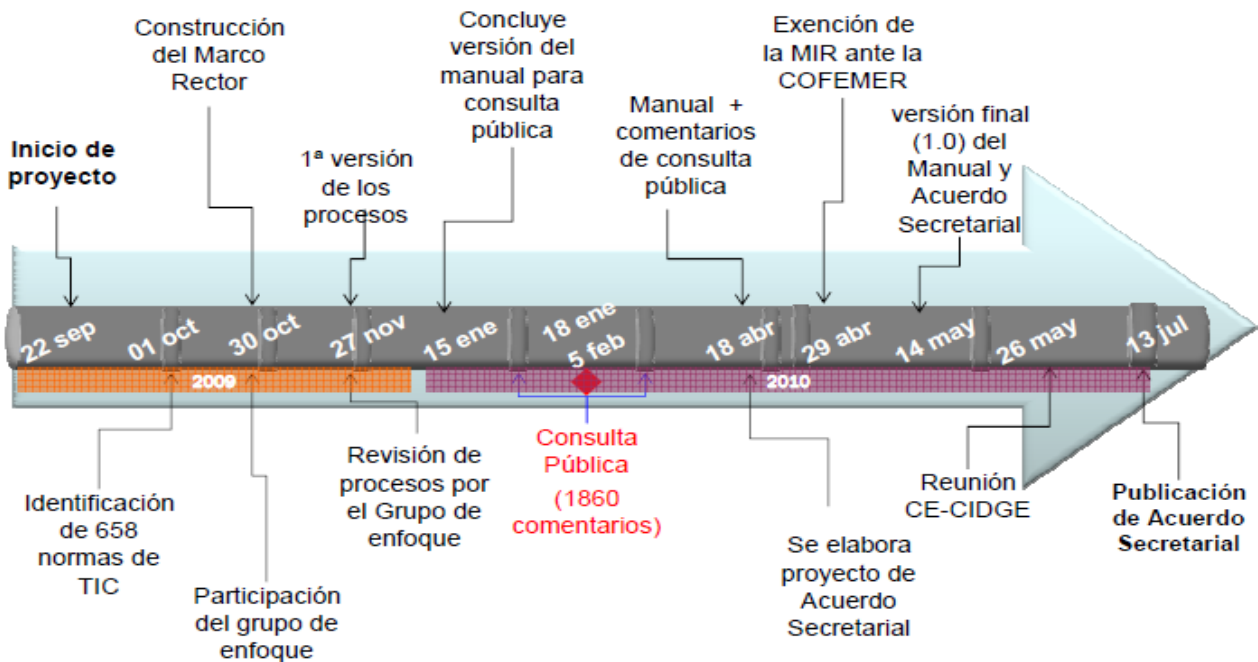 Inicio de
proyecto
Construcción
del Marco
Rector
1ª versión
de los
procesos
Concluye
versión del
manual para
consulta
pública
Manual +
comentarios
de consulta
pública
Exención de
la MIR ante la
COFEMER
versión final
(1.0) del
Manual y
Acuerdo
Secretarial
22 sep
01 oct
30 oct
27 nov
15 ene
18 ene
5 feb
18 abr
29 abr
14 may
26 may
13 jul
2009
2010
Identificación
de 658
normas de
TIC
Participación
del grupo de
enfoque
Revisión de
procesos por
el Grupo de
enfoque
Consulta
Pública
(1860
comentarios)
Se elabora
proyecto de
Acuerdo
Secretarial
Reunión
CE-CIDGE
Publicación
de Acuerdo
Secretarial